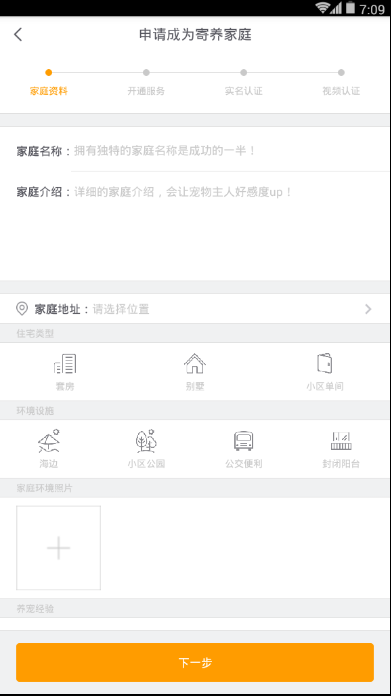 7:09
申请成为寄养家庭
家庭资料 开通服务 实名认证 视频认证
家庭名称：拥有独特的家庭名称是成功的一半！
家庭介绍：详细的家庭介绍，会让宠物主人好感度up！
家庭地址：请选择位置
住宅类型
套房 别墅 小区单间
环境设施
海边 小区公园 公交便利 封闭阳台
家庭环境照片
养宠经验
下一步